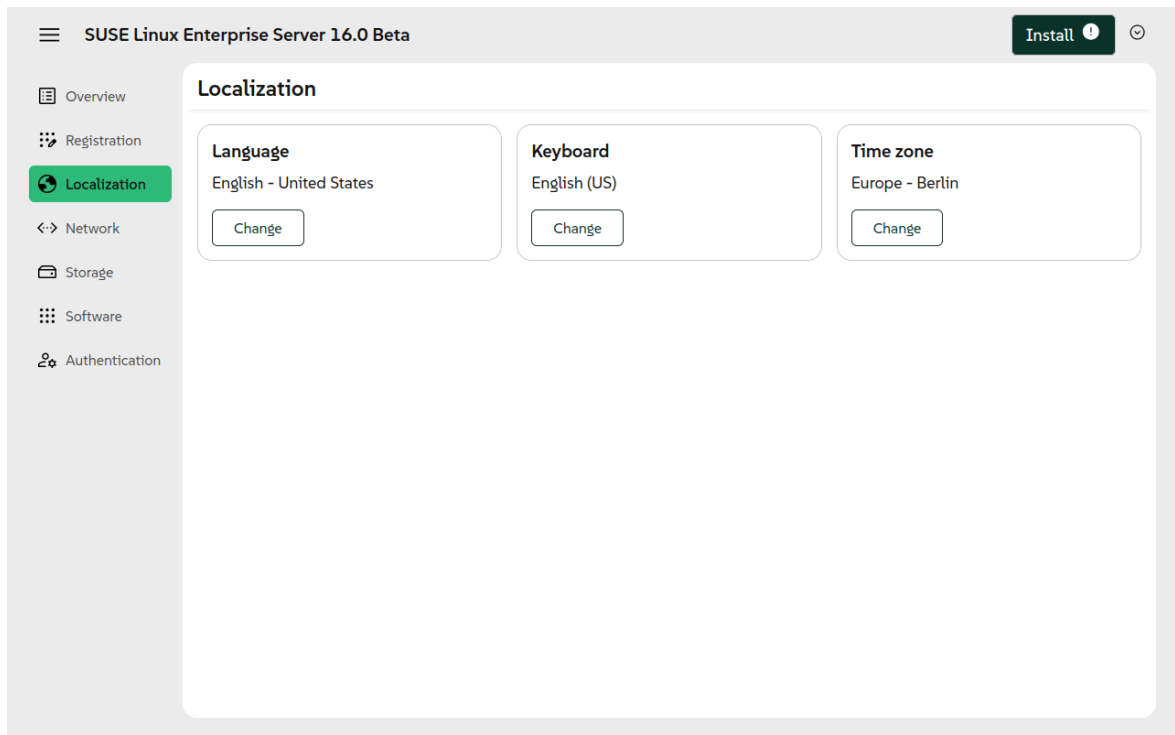 SUSE Linux Enterprise Server 16.0 Beta
Install
Overview
Registration
Localization
Network
Storage
Software
Authentication
Localization
Language
English - United States
Change
Keyboard
English (US)
Change
Time zone
Europe - Berlin
Change